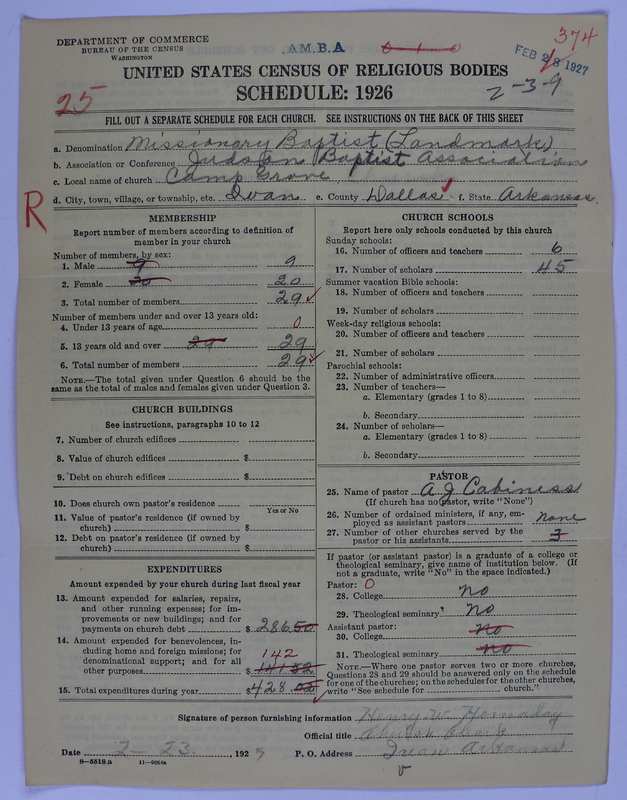 DEPARTMENT OF COMMERCE
BUREAU OF THE CENSUS
WASHINGTON
A.M.B.A
0-1-0
374
FEB 28 1927
UNITED STATES CENSUS OF RELIGIOUS BODIES
SCHEDULE: 1926
2-3-9
25
FILL OUT A SEPARATE SCHEDULE FOR EACH CHURCH. SEE INSTRUCTIONS ON THE BACK OF THIS SHEET
a. Denomination Missionary Baptist (Landmark)
b. Association or Conference Judson Baptist Association
c. Local name of church Camp Grove
d. City, town, village, or township, etc. Ivan e. County Dallas f. State Arkansas.
R
MEMBERSHIP
Report number of members according to definition of member in your church
Number of members, by sex:
1. Male 9 9
2. Female 20 20
3. Total number of members 29
Number of members under and over 13 years old:
4. Under 13 years of age 0
5. 13 years old and over 29 29
6. Total number of members 29
NOTE.—The total given under Question 6 should be the same as the total of males and females given under Question 3.
CHURCH BUILDINGS
See instructions, paragraphs 10 to 12
7. Number of church edifices
8. Value of church edifices $
9. Debt on church edifices $
10. Does church own pastor's residence
Yes or No
11. Value of pastor's residence (if owned by church) $
12. Debt on pastor's residence (if owned by church) $
EXPENDITURES
Amount expended by your church during last fiscal year
13. Amount expended for salaries, repairs, and other running expenses; for improvements or new buildings; and for payments on church debt $ 286.50
14. Amount expended for benevolences, including home and foreign missions; for denominational support; and for all other purposes $ 142
15. Total expenditures during year $ 428
CHURCH SCHOOLS
Report here only schools conducted by this church
Sunday schools:
16. Number of officers and teachers 6
17. Number of scholars 45
Summer vacation Bible schools:
18. Number of officers and teachers
19. Number of scholars
Week-day religious schools:
20. Number of officers and teachers
21. Number of scholars
Parochial schools:
22. Number of administrative officers
23. Number of teachers—
a. Elementary (grades 1 to 8)
b. Secondary
24. Number of scholars—
a. Elementary (grades 1 to 8)
b. Secondary
PASTOR
25. Name of pastor A J Cabiness
(If church has no pastor, write "None")
26. Number of ordained ministers, if any, employed as assistant pastors none
27. Number of other churches served by the pastor or his assistants 3
If pastor (or assistant pastor) is a graduate of a college or theological seminary, give name of institution below. (If not a graduate, write "No" in the space indicated.)
Pastor: 0
28. College no
29. Theological seminary No
Assistant pastor:
30. College No
31. Theological seminary No
NOTE.—Where one pastor serves two or more churches, Questions 28 and 29 should be answered only on the schedule for one of the churches; on the schedules for the other churches, write "See schedule for church."
Signature of person furnishing information Henry W. Hornaday
Official title Church Clerk
Date 2-23, 192 P. O. Address Ivan Arkansas
8—5518 a